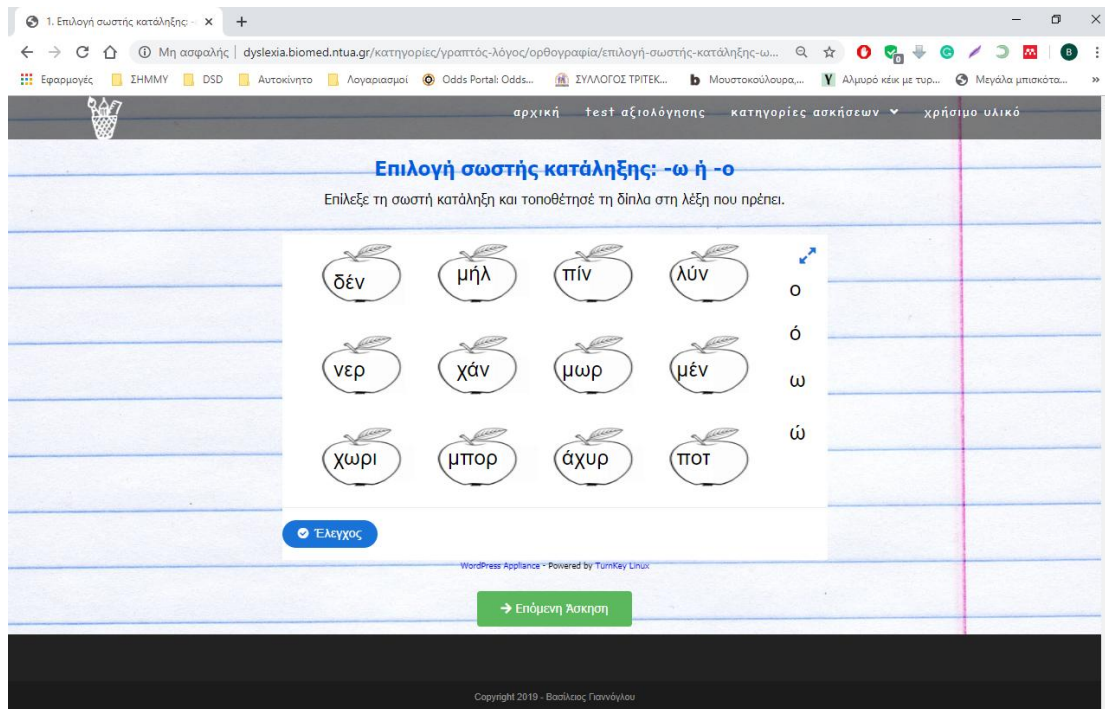 1. Επιλογή σωστής κατάληξης: -
Μη ασφαλής | dyslexia.biomed.ntua.gr/κατηγορίες/γραπτός-λόγος/ορθογραφία/επιλογή-σωστής-κατάληξης-ω...
Εφαρμογές ΣΗΜΜΥ DSD Αυτοκίνητο Λογαριασμοί Odds Portal: Odds... ΣΥΛΛΟΓΟΣ ΤΡΙΤΕΚ... Μουστοκούλουρα,... Αλμυρό κέικ με τυρ... Μεγάλα μπισκότα... »
αρχική test αξιολόγησης κατηγορίες ασκήσεων χρήσιμο υλικό
Επιλογή σωστής κατάληξης: -ω ή -ο
Επίλεξε τη σωστή κατάληξη και τοποθέτησέ τη δίπλα στη λέξη που πρέπει.
δέν μήλ πίν λύν
ο
ό
νερ χάν μωρ μέν
ω
ώ
χωρι μπορ άχυρ ποτ
Έλεγχος
WordPress Appliance - Powered by TurnKey Linux
→ Επόμενη Άσκηση
Copyright 2019 - Βασίλειος Γιαννόγλου